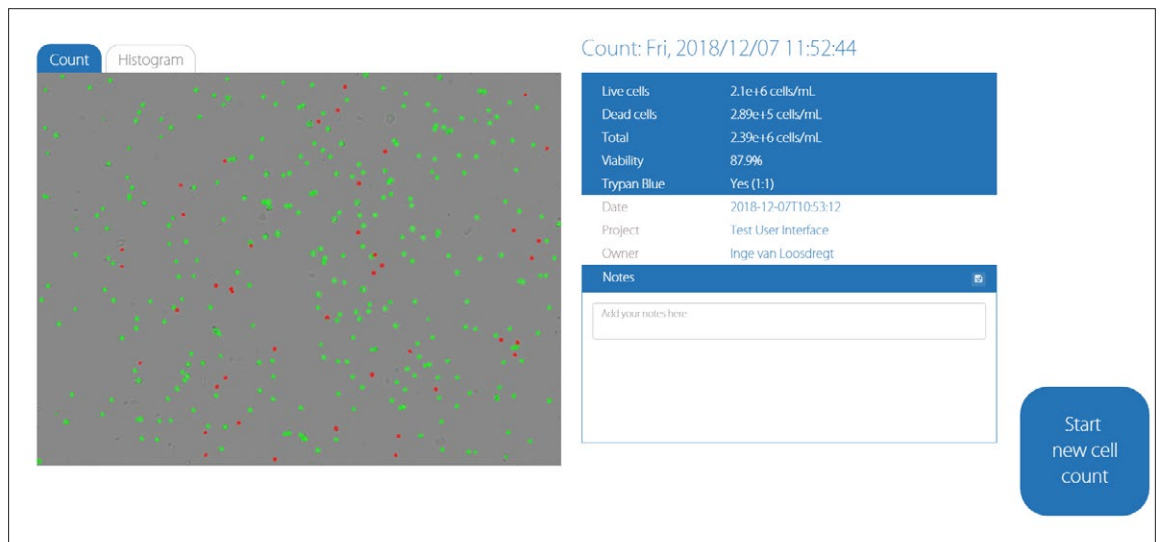 Count
Histogram
Count: Fri, 2018/12/07 11:52:44
Live cells 2.1e+6 cells/mL
Dead cells 2.89e+5 cells/mL
Total 2.39e+6 cells/mL
Viability 87.9%
Trypan Blue Yes (1:1)
Date 2018-12-07T10:53:12
Project Test User Interface
Owner Inge van Loosdregt
Notes
Add your notes here
Start
new cell
count